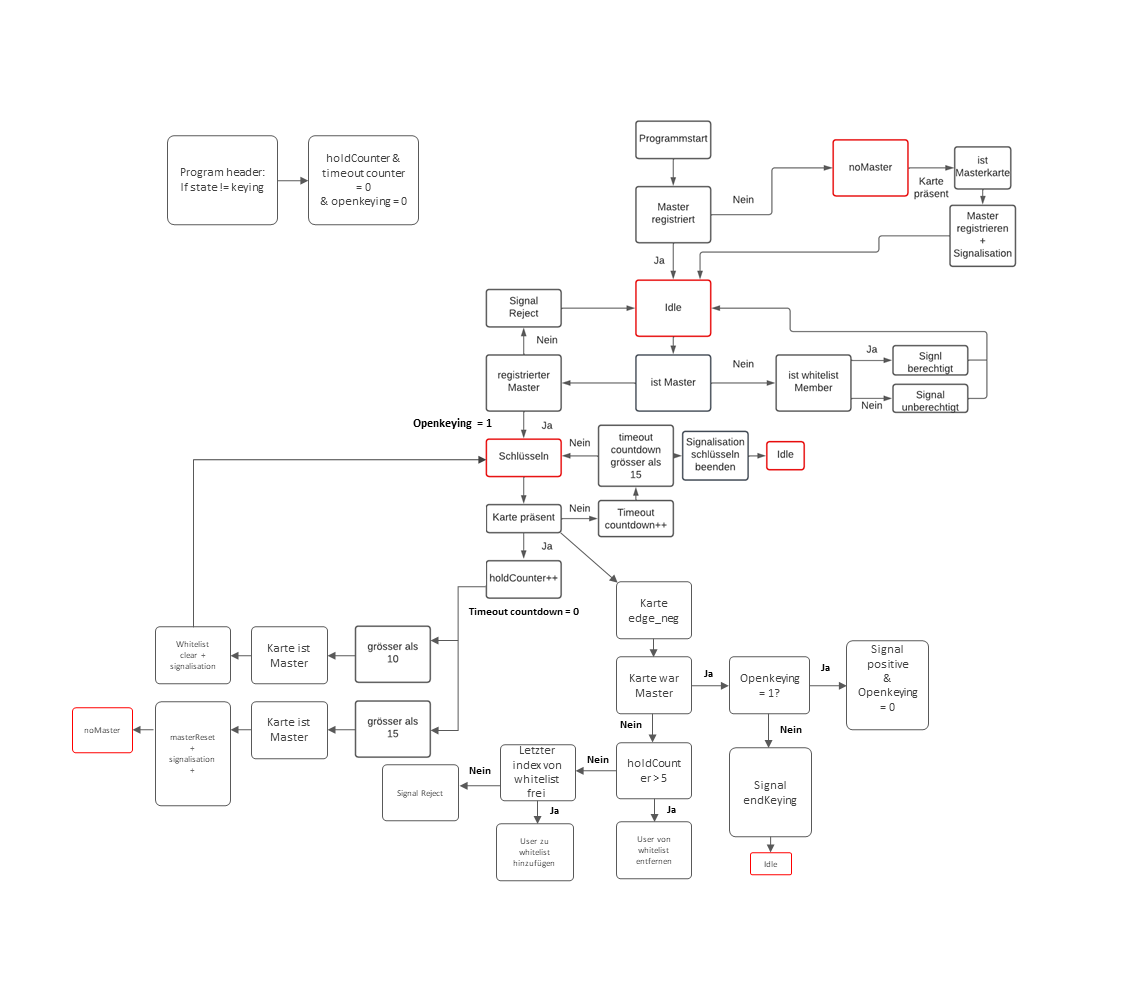 Programmstart
Program header:
If state != keying
holdCounter &
timeout counter
= 0
& openkeying = 0
noMaster
ist
Masterkarte
Karte
präsent
Nein
Master
registriert
Master
registrieren
+
Signalisation
Ja
Idle
Signal
Reject
Nein
registrierter
Master
ist Master
Nein
ist whitelist
Member
Ja
Signl
berechtigt
Nein
Signal
unberechtigt
Openkeying = 1
Ja
Schlüsseln
Nein
timeout
countdown
grösser als
15
Signalisation
schlüsseln
beenden
Idle
Karte präsent
Nein
Timeout
countdown++
Ja
holdCounter++
Timeout countdown = 0
Karte
edge_neg
Whitelist
clear +
signalisation
Karte ist
Master
grösser als
10
Karte war
Master
Ja
Openkeying
= 1?
Ja
Signal
positive
&
Openkeying
= 0
noMaster
masterReset
+
signalisation
+
Karte ist
Master
grösser als
15
Nein
Nein
holdCount
er > 5
Nein
Letzter
index von
whitelist
frei
Nein
Signal Reject
Signal
endKeying
Ja
Ja
User zu
whitelist
hinzufügen
User von
whitelist
entfernen
Idle